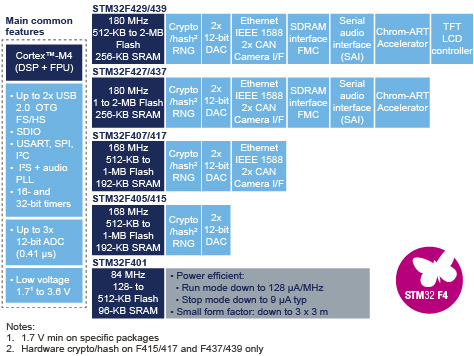 Main common
features
Cortex™-M4
(DSP + FPU)
• Up to 2x USB
2.0 OTG
FS/HS
• SDIO
• USART, SPI,
I²C
• I²S + audio
PLL
• 16- and
32-bit timers
• Up to 3x
12-bit ADC
(0.41 µs)
• Low voltage
1.7¹ to 3.6 V
STM32F429/439
180 MHz
512-KB to 2-MB
Flash
256-KB SRAM
Crypto
/hash²
RNG
2x
12-bit
DAC
Ethernet
IEEE 1588
2x CAN
Camera I/F
SDRAM
interface
FMC
Serial
audio
interface
(SAI)
Chrom-ART
Accelerator
TFT
LCD
controller
STM32F427/437
180 MHz
1 to 2-MB Flash
256-KB SRAM
Crypto
/hash²
RNG
2x
12-bit
DAC
Ethernet
IEEE 1588
2x CAN
Camera I/F
SDRAM
interface
FMC
Serial
audio
interface
(SAI)
Chrom-ART
Accelerator
STM32F407/417
168 MHz
512-KB to
1-MB Flash
192-KB SRAM
Crypto
/hash²
RNG
2x
12-bit
DAC
Ethernet
IEEE 1588
2x CAN
Camera I/F
STM32F405/415
168 MHz
512-KB to
1-MB Flash
192-KB SRAM
Crypto
/hash²
RNG
2x
12-bit
DAC
STM32F401
84 MHz
128- to
512-KB Flash
96-KB SRAM
• Power efficient:
• Run mode down to 128 µA/MHz
• Stop mode down to 9 µA typ
• Small form factor: down to 3 x 3 m
STM32 F4
Notes:
1. 1.7 V min on specific packages
2. Hardware crypto/hash on F415/417 and F437/439 only